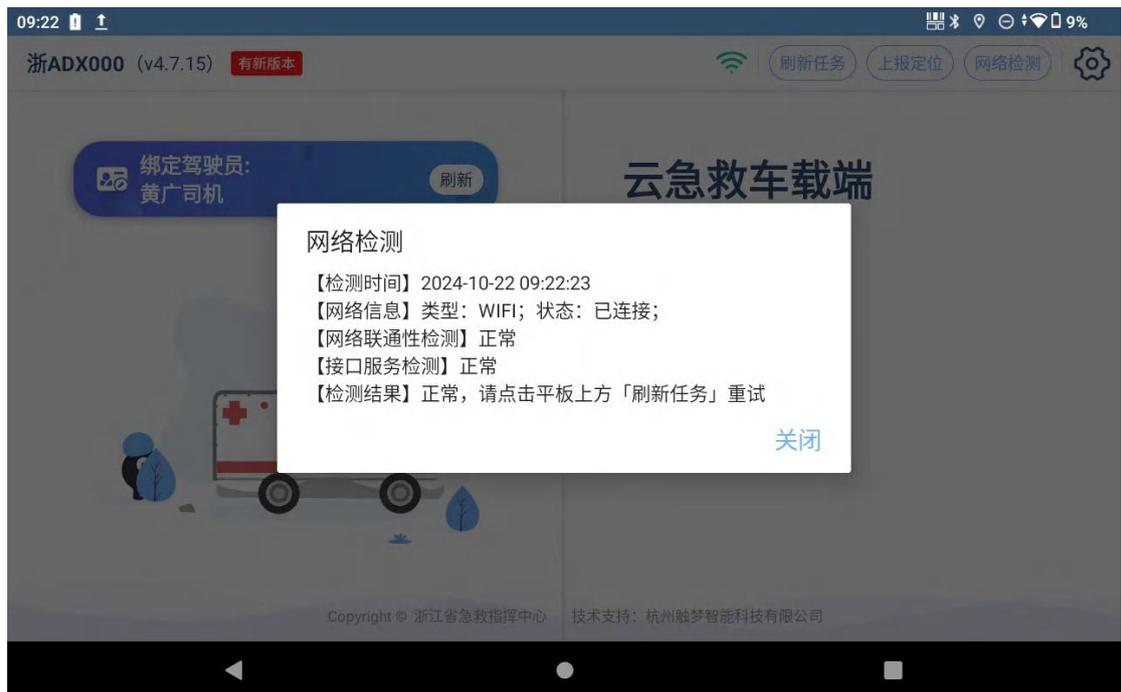 09:22
9%
浙ADX000 (v4.7.15) 有新版本
刷新任务 上报定位 网络检测
绑定驾驶员:
黄广司机
刷新
云急救车载端
网络检测
【检测时间】2024-10-22 09:22:23
【网络信息】类型：WIFI；状态：已连接；
【网络联通性检测】正常
【接口服务检测】正常
【检测结果】正常，请点击平板上方「刷新任务」重试
关闭
Copyright © 浙江省急救指挥中心 技术支持：杭州触梦智能科技有限公司